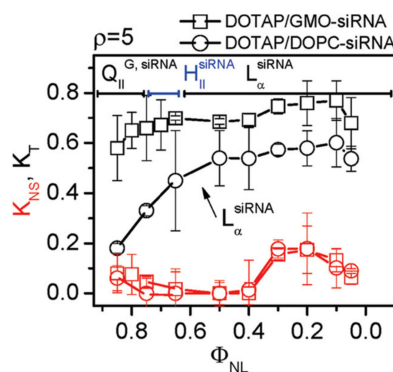 DOTAP/GMO-siRNA
ρ=5
DOTAP/DOPC-siRNA
Q_II^G, siRNA H_II^siRNA L_α^siRNA
0.8
0.6
0.4
0.2
0.0
K_NS, K_T
L_α^siRNA
0.8 0.6 0.4 0.2 0.0
Φ_NL